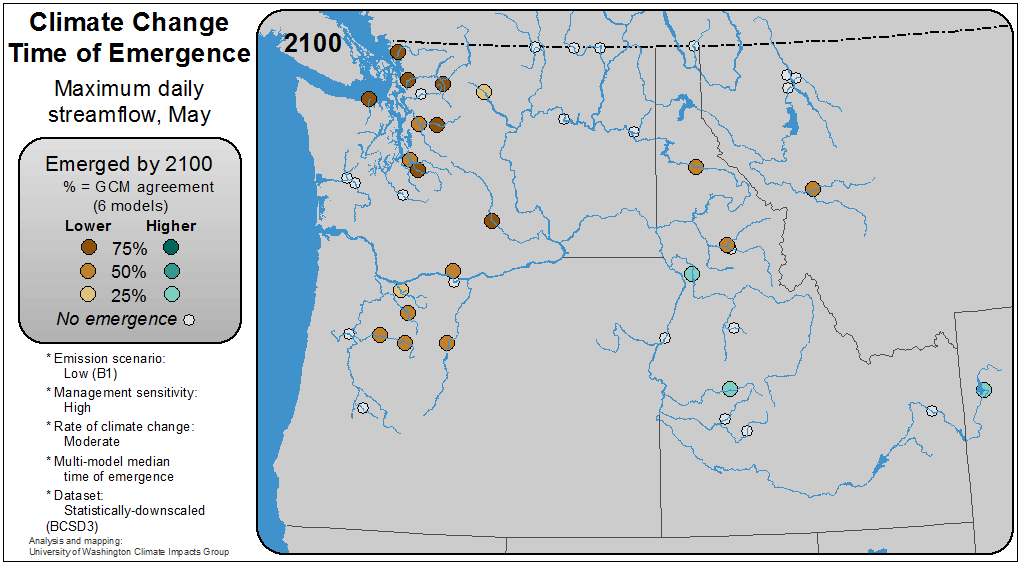 Climate Change
Time of Emergence
Maximum daily
streamflow, May
Emerged by 2100
% = GCM agreement
(6 models)
Lower Higher
75%
50%
25%
No emergence
* Emission scenario:
Low (B1)
* Management sensitivity:
High
* Rate of climate change:
Moderate
* Multi-model median
time of emergence
* Dataset:
Statistically-downscaled
(BCSD3)
Analysis and mapping:
University of Washington Climate Impacts Group
2100